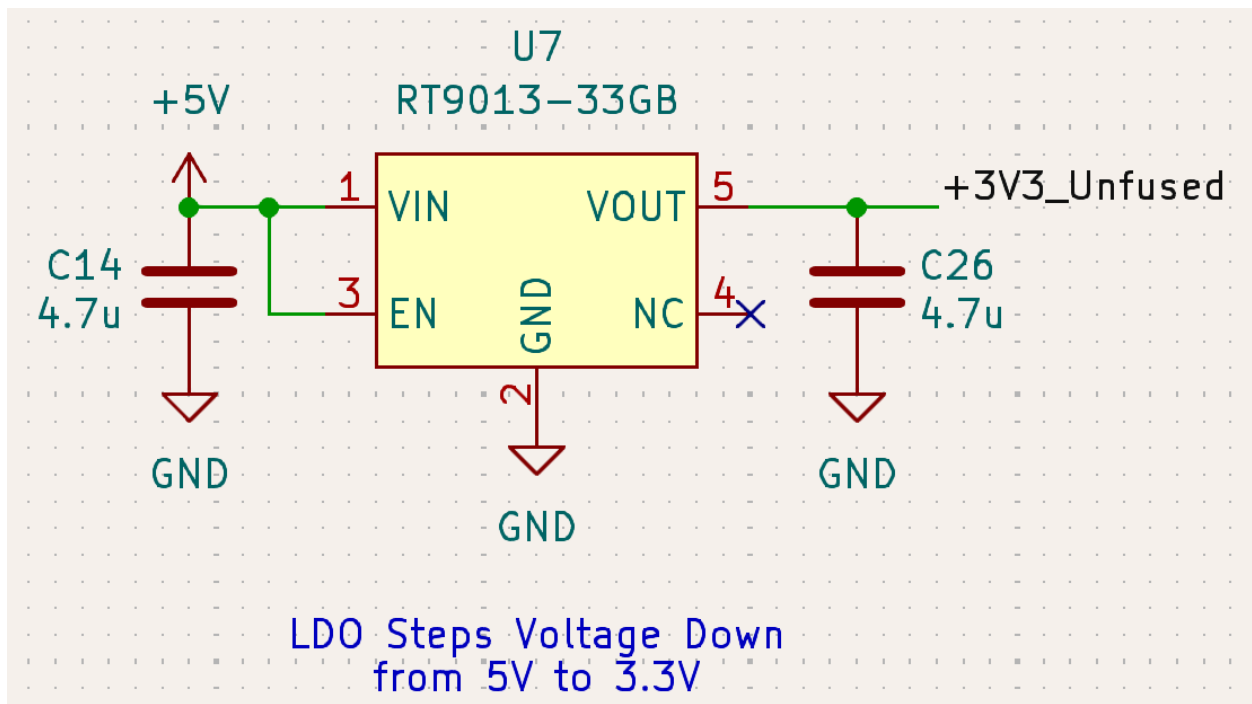 U7
RT9013-33GB
+5V
1
VIN
VOUT
5
+3V3_Unfused
C14
4.7u
3
EN
GND
NC
4
C26
4.7u
2
GND
GND
GND
LDO Steps Voltage Down
from 5V to 3.3V